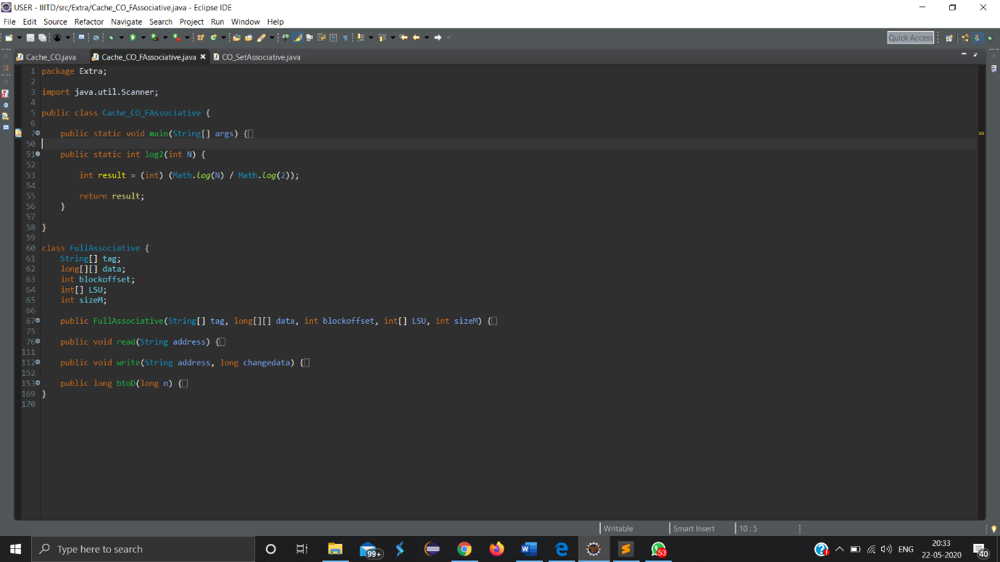 USER - IIITD/src/Extra/Cache_CO_FAssociative.java - Eclipse IDE
File Edit Source Refactor Navigate Search Project Run Window Help
Quick Access
Cache_CO.java Cache_CO_FAssociative.java CO_SetAssociative.java
1 package Extra;
2
3 import java.util.Scanner;
4
5 public class Cache_CO_FAssociative {
6
7 public static void main(String[] args) {
50
51 public static int log2(int N) {
52
53 int result = (int) (Math.log(N) / Math.log(2));
54
55 return result;
56 }
57
58 }
59
60 class FullAssociative {
61 String[] tag;
62 long[][] data;
63 int blockoffset;
64 int[] LSU;
65 int sizeM;
66
67 public FullAssociative(String[] tag, long[][] data, int blockoffset, int[] LSU, int sizeM) {
75
76 public void read(String address) {
111
112 public void write(String address, long changedata) {
152
153 public long btoD(long n) {
169 }
170
Writable Smart Insert 10 : 5
Type here to search
99+
53
ENG
20:33
22-05-2020
40